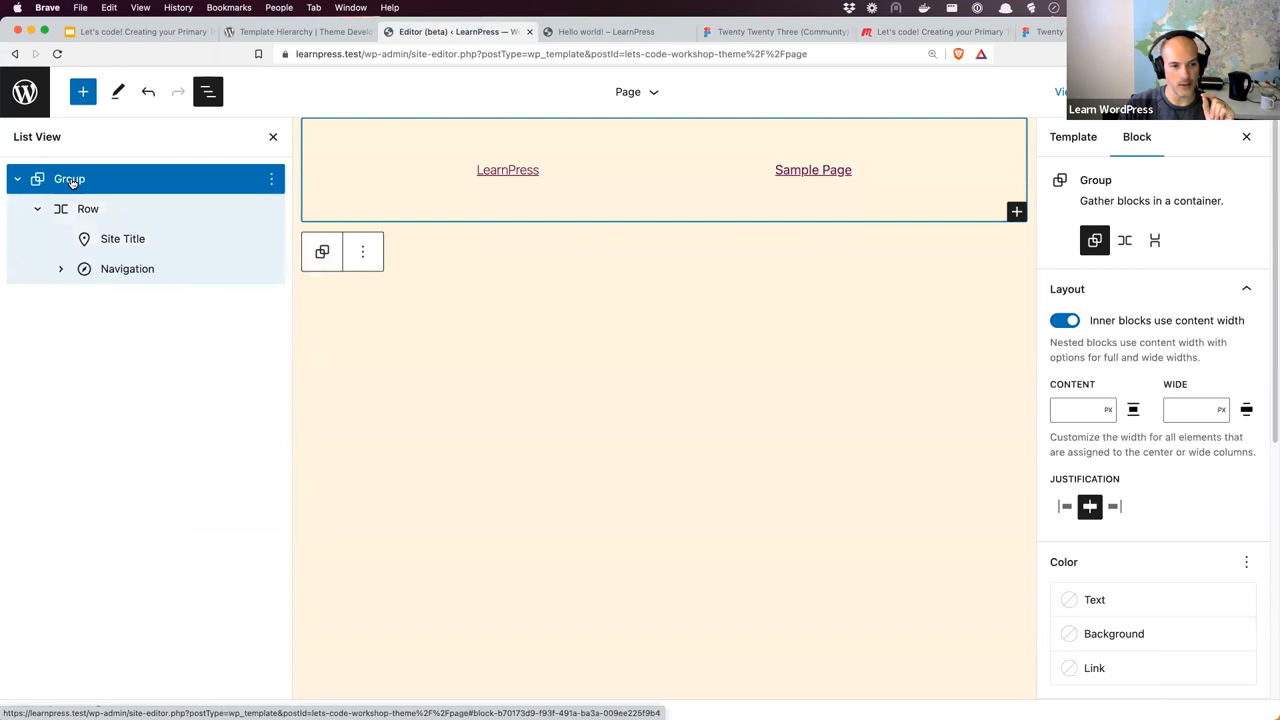 Brave File Edit View History Bookmarks People Tab Window Help
Let's code! Creating your Primary
Template Hierarchy | Theme Develo
Editor (beta) ‹ LearnPress — W
Hello world! – LearnPress
Twenty Twenty Three (Community)
Let's code! Creating your Primary T
Twenty
learnpress.test/wp-admin/site-editor.php?postType=wp_template&postId=lets-code-workshop-theme%2F%2Fpage
Page
Learn WordPress
List View
Template
Block
Group
Row
Site Title
Navigation
LearnPress
Sample Page
Group
Gather blocks in a container.
Layout
Inner blocks use content width
Nested blocks use content width with
options for full and wide widths.
CONTENT
WIDE
PX
PX
Customize the width for all elements that
are assigned to the center or wide columns.
JUSTIFICATION
Color
Text
Background
Link
https://learnpress.test/wp-admin/site-editor.php?postType=wp_template&postId=lets-code-workshop-theme%2F%2Fpage#block-b70173d9-f93f-491a-ba3a-009ee225f9b4